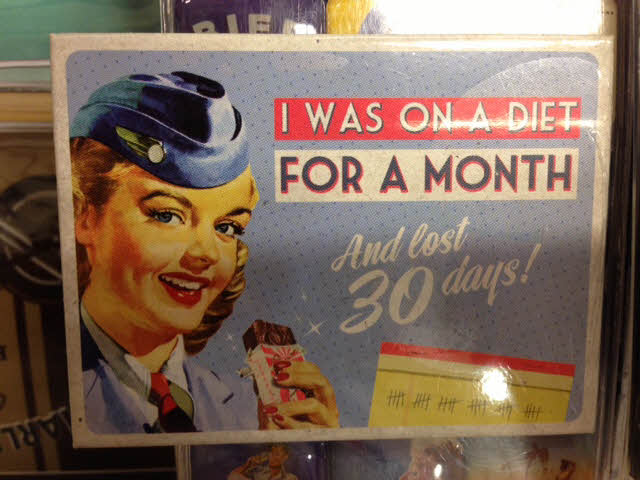 I WAS ON A DIET
FOR A MONTH
And lost
30 days!